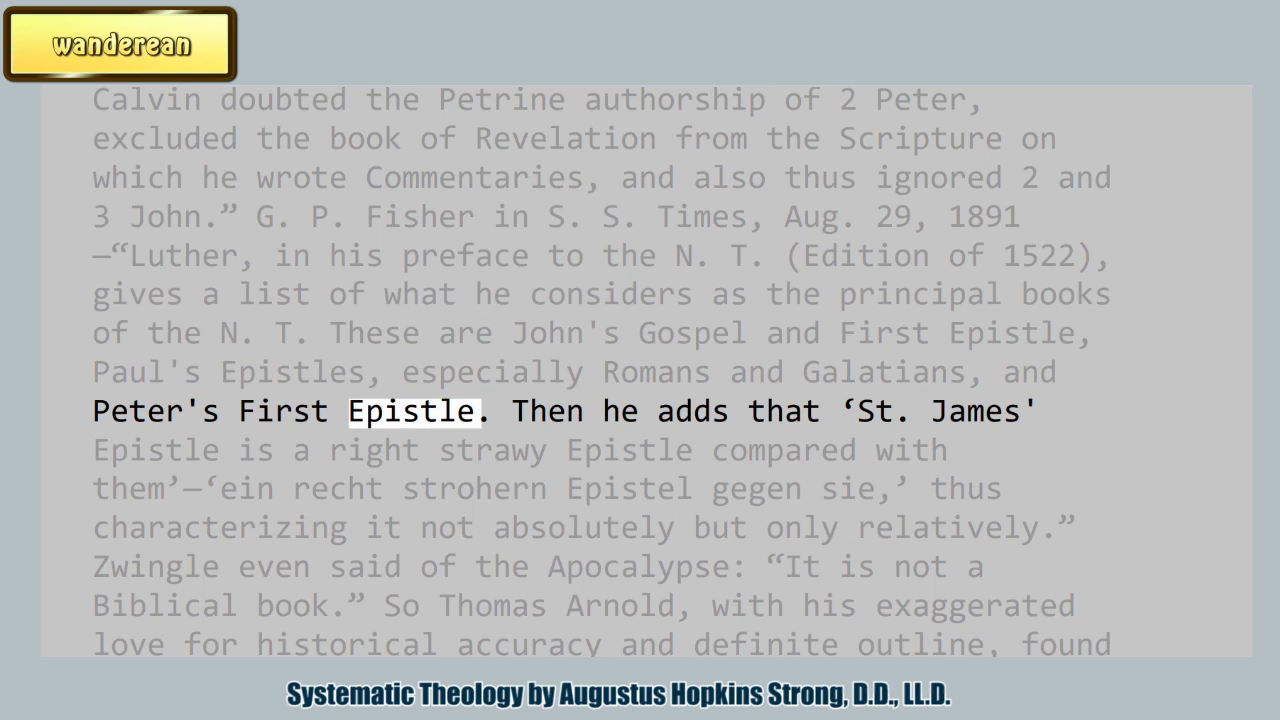 wanderean
Calvin doubted the Petrine authorship of 2 Peter,
excluded the book of Revelation from the Scripture on
which he wrote Commentaries, and also thus ignored 2 and
3 John.” G. P. Fisher in S. S. Times, Aug. 29, 1891
—“Luther, in his preface to the N. T. (Edition of 1522),
gives a list of what he considers as the principal books
of the N. T. These are John's Gospel and First Epistle,
Paul's Epistles, especially Romans and Galatians, and
Peter's First Epistle. Then he adds that ‘St. James'
Epistle is a right strawy Epistle compared with
them’—‘ein recht strohern Epistel gegen sie,’ thus
characterizing it not absolutely but only relatively.”
Zwingle even said of the Apocalypse: “It is not a
Biblical book.” So Thomas Arnold, with his exaggerated
love for historical accuracy and definite outline, found
Systematic Theology by Augustus Hopkins Strong, D.D., LL.D.